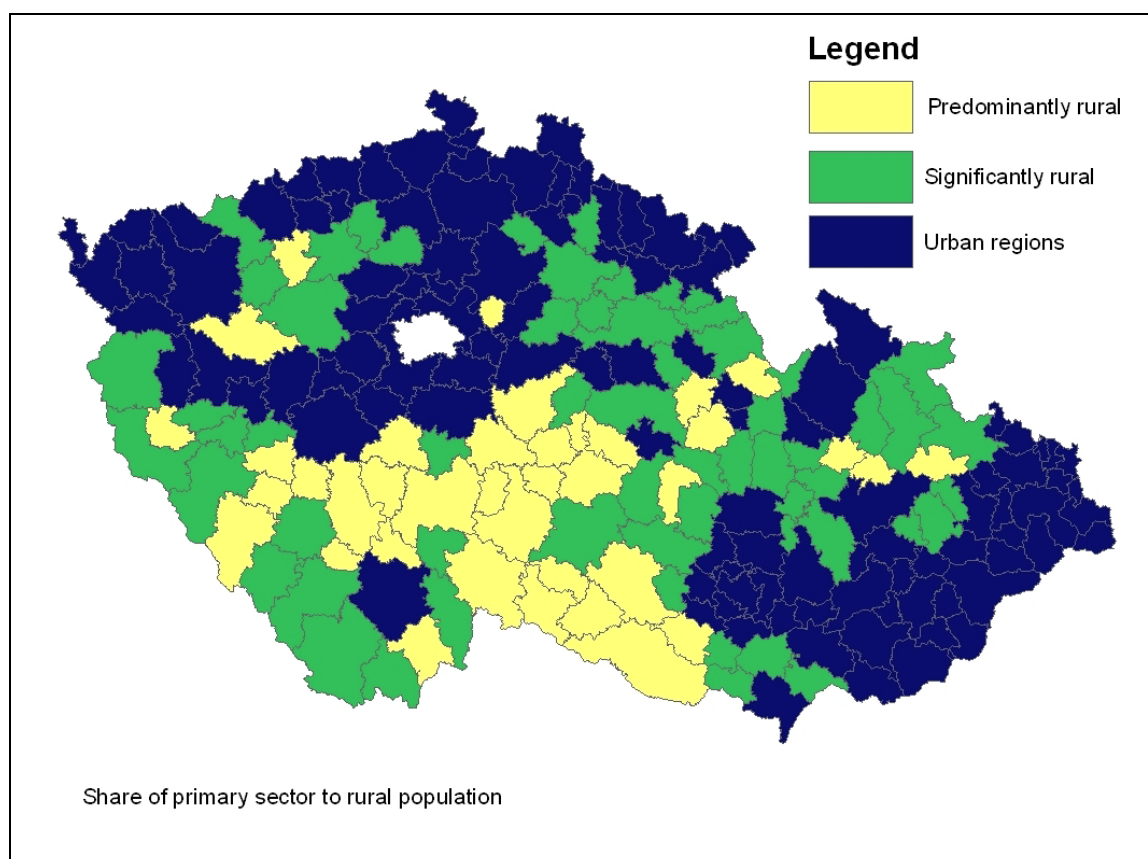 Legend
Predominantly rural
Significantly rural
Urban regions
Share of primary sector to rural population